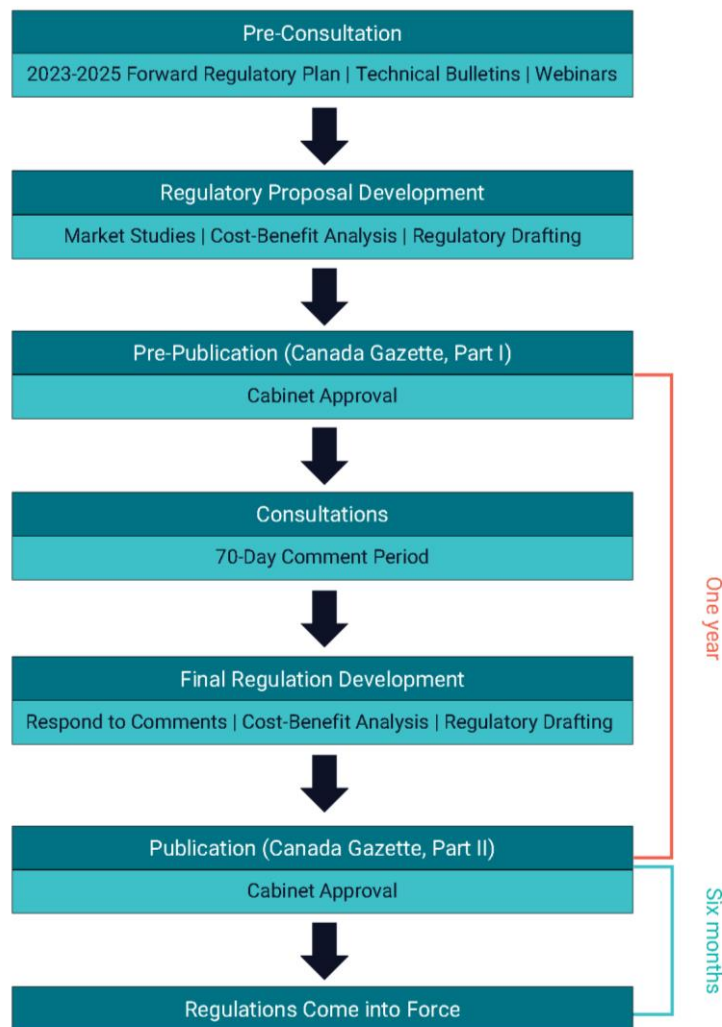 Pre-Consultation
2023-2025 Forward Regulatory Plan | Technical Bulletins | Webinars
Regulatory Proposal Development
Market Studies | Cost-Benefit Analysis | Regulatory Drafting
Pre-Publication (Canada Gazette, Part I)
Cabinet Approval
Consultations
70-Day Comment Period
Final Regulation Development
Respond to Comments | Cost-Benefit Analysis | Regulatory Drafting
Publication (Canada Gazette, Part II)
Cabinet Approval
Regulations Come into Force
One year
Six months